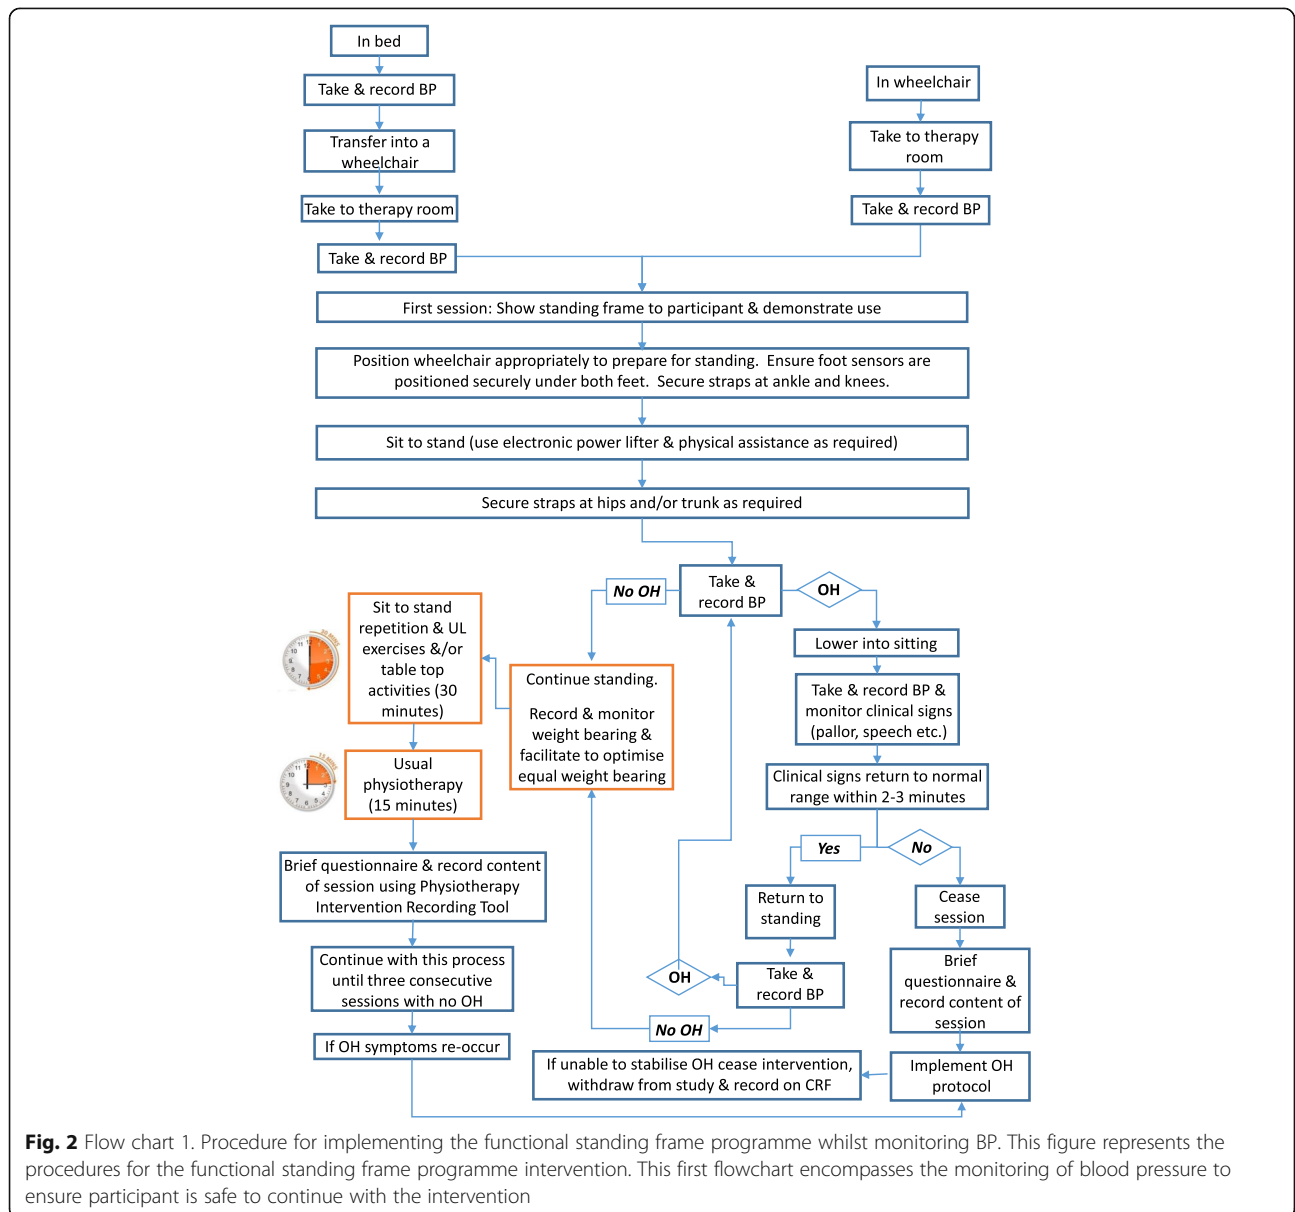 In bed
Take & record BP
Transfer into a
wheelchair
Take to therapy room
Take & record BP
In wheelchair
Take to therapy
room
Take & record BP
First session: Show standing frame to participant & demonstrate use
Position wheelchair appropriately to prepare for standing.  Ensure foot sensors are
positioned securely under both feet.  Secure straps at ankle and knees.
Sit to stand (use electronic power lifter & physical assistance as required)
Secure straps at hips and/or trunk as required
Take &
record BP
No OH
OH
Sit to stand
repetition & UL
exercises &/or
table top
activities (30
minutes)
Continue standing.
Record & monitor
weight bearing &
facilitate to optimise
equal weight bearing
Lower into sitting
Take & record BP &
monitor clinical signs
(pallor, speech etc.)
Clinical signs return to normal
range within 2-3 minutes
Usual
physiotherapy
(15 minutes)
Yes
No
Brief questionnaire & record content
of session using Physiotherapy
Intervention Recording Tool
Return to
standing
Cease
session
Continue with this process
until three consecutive
sessions with no OH
OH
Take &
record BP
Brief
questionnaire &
record content of
session
No OH
If OH symptoms re-occur
If unable to stabilise OH cease intervention,
withdraw from study & record on CRF
Implement OH
protocol
Fig. 2 Flow chart 1. Procedure for implementing the functional standing frame programme whilst monitoring BP. This figure represents the
procedures for the functional standing frame programme intervention. This first flowchart encompasses the monitoring of blood pressure to
ensure participant is safe to continue with the intervention